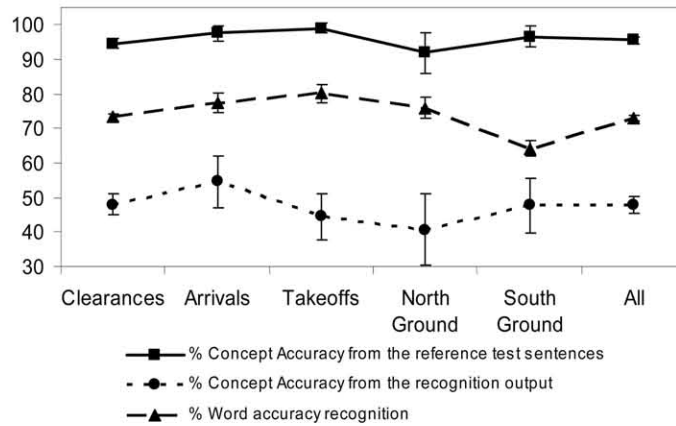 100
90
80
70
60
50
40
30
Clearances Arrivals Takeoffs North Ground South Ground All
% Concept Accuracy from the reference test sentences
% Concept Accuracy from the recognition output
% Word accuracy recognition